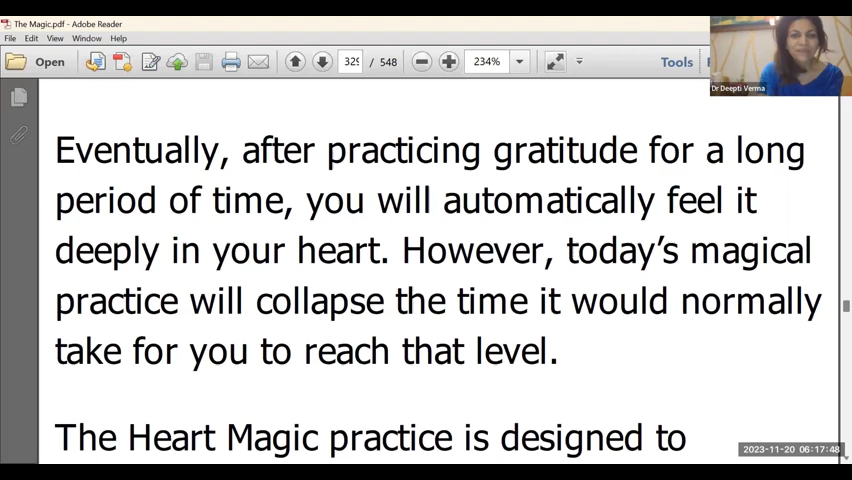 The Magic.pdf - Adobe Reader
File Edit View Window Help
Open 329 / 548 234% Tools
Dr Deepti Verma
Eventually, after practicing gratitude for a long
period of time, you will automatically feel it
deeply in your heart. However, today's magical
practice will collapse the time it would normally
take for you to reach that level.
The Heart Magic practice is designed to
2023-11-20 06:17:48